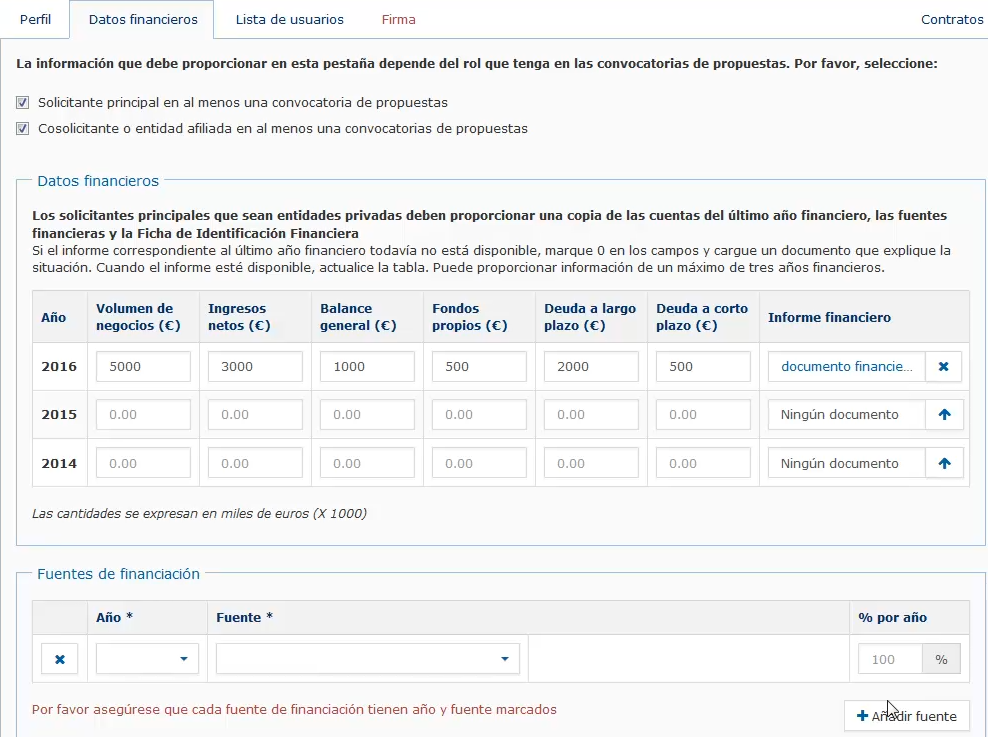 Perfil Datos financieros Lista de usuarios Firma Contratos
La información que debe proporcionar en esta pestaña depende del rol que tenga en las convocatorias de propuestas. Por favor, seleccione:
Solicitante principal en al menos una convocatoria de propuestas
Cosolicitante o entidad afiliada en al menos una convocatorias de propuestas
Datos financieros
Los solicitantes principales que sean entidades privadas deben proporcionar una copia de las cuentas del último año financiero, las fuentes
financieras y la Ficha de Identificación Financiera
Si el informe correspondiente al último año financiero todavía no está disponible, marque 0 en los campos y cargue un documento que explique la
situación. Cuando el informe esté disponible, actualice la tabla. Puede proporcionar información de un máximo de tres años financieros.
Año Volumen de negocios (€) Ingresos netos (€) Balance general (€) Fondos propios (€) Deuda a largo plazo (€) Deuda a corto plazo (€) Informe financiero
2016 5000 3000 1000 500 2000 500 documento financie...
2015 0.00 0.00 0.00 0.00 0.00 0.00 Ningún documento
2014 0.00 0.00 0.00 0.00 0.00 0.00 Ningún documento
Las cantidades se expresan en miles de euros (X 1000)
Fuentes de financiación
Año * Fuente * % por año
100 %
Por favor asegúrese que cada fuente de financiación tienen año y fuente marcados
Añadir fuente